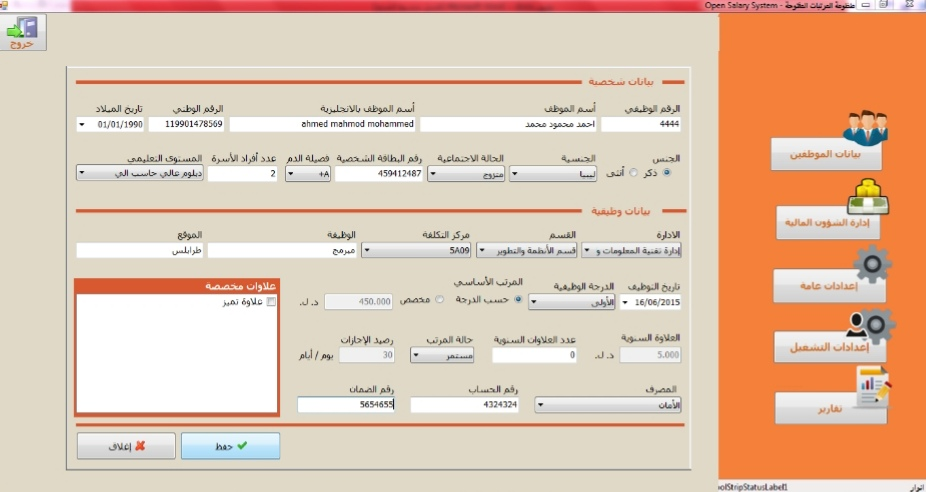 منظومة المرتبات المفتوحة - Open Salary System
خروج
بيانات شخصية
الرقم الوظيفي أسم الموظف أسم الموظف بالانجليزية الرقم الوطني تاريخ الميلاد
4444 احمد محمود محمد ahmed mahmod mohammed 119901478569 01/01/1990
الجنس الجنسية الحالة الاجتماعية رقم البطاقة الشخصية فصيلة الدم عدد أفراد الأسرة المستوى التعليمي
ذكر أنثى ليبيا متزوج 459412487 A+ 2 دبلوم عالي حاسب الي
بيانات وظيفية
الادارة القسم مركز التكلفة الوظيفة الموقع
إدارة تقنية المعلومات و قسم الأنظمة والتطوير 5A09 مبرمج طرابلس
تاريخ التوظيف الدرجة الوظيفية المرتب الأساسي
16/06/2015 الأولى حسب الدرجة مخصص 450.000 د.ل.
العلاوة السنوية عدد العلاوات السنوية حالة المرتب رصيد الإجازات
5.000 د.ل. 0 مستمر 30 يوم / أيام
المصرف رقم الحساب رقم الضمان
الأمان 4324324 5654655
علاوات مخصصة
علاوة تميز
حفظ
إغلاق
بيانات الموظفين
إدارة الشؤون المالية
إعدادات عامة
إعدادات التشغيل
تقارير
oolStripStatusLabel1